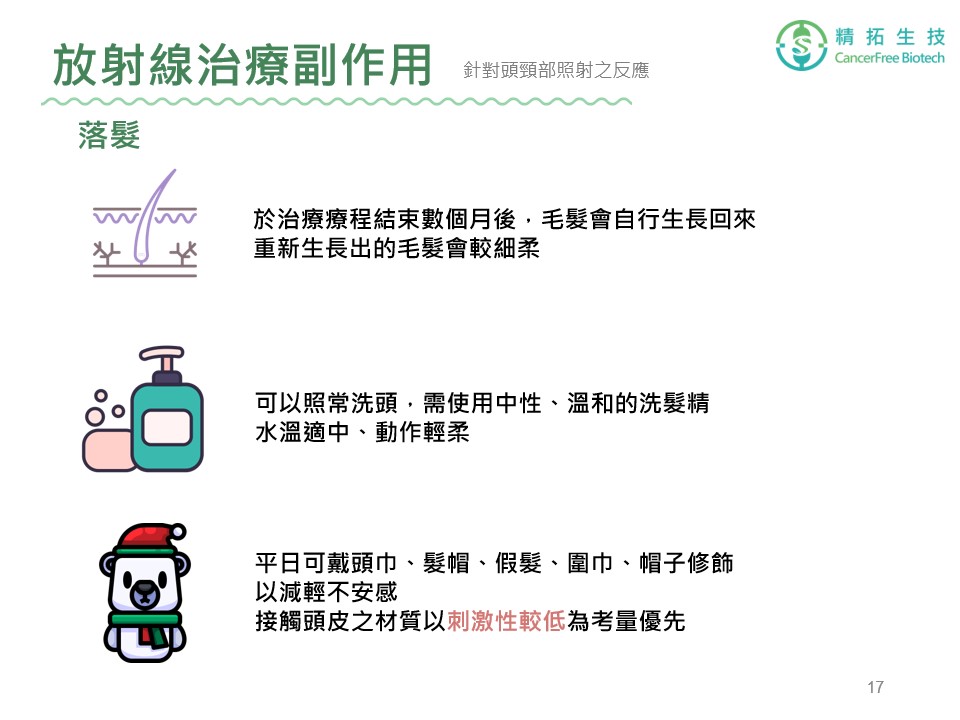 放射線治療副作用
針對頭頸部照射之反應
精拓生技
CancerFree Biotech
落髮
於治療療程結束數個月後，毛髮會自行生長回來
重新生長出的毛髮會較細柔
可以照常洗頭，需使用中性、溫和的洗髮精
水溫適中、動作輕柔
平日可戴頭巾、髮帽、假髮、圍巾、帽子修飾
以減輕不安感
接觸頭皮之材質以刺激性較低為考量優先
17